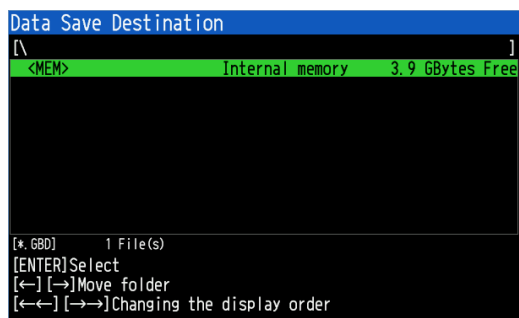 Data Save Destination
[\ ]
<MEM> Internal memory 3.9 GBytes Free
[*.GBD] 1 File(s)
[ENTER]Select
[←][→]Move folder
[←←][→→]Changing the display order